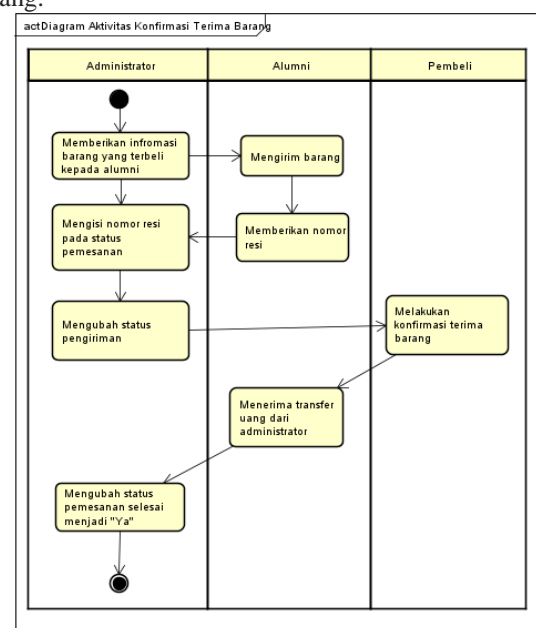 ang.
actDiagram Aktivitas Konfirmasi Terima Barang
Administrator
Alumni
Pembeli
Memberikan infromasi
barang yang terbeli
kepada alumni
Mengirim barang
Mengisi nomor resi
pada status
pemesanan
Memberikan nomor
resi
Mengubah status
pengiriman
Melakukan
konfirmasi terima
barang
Menerima transfer
uang dari
administrator
Mengubah status
pemesanan selesai
menjadi "Ya"